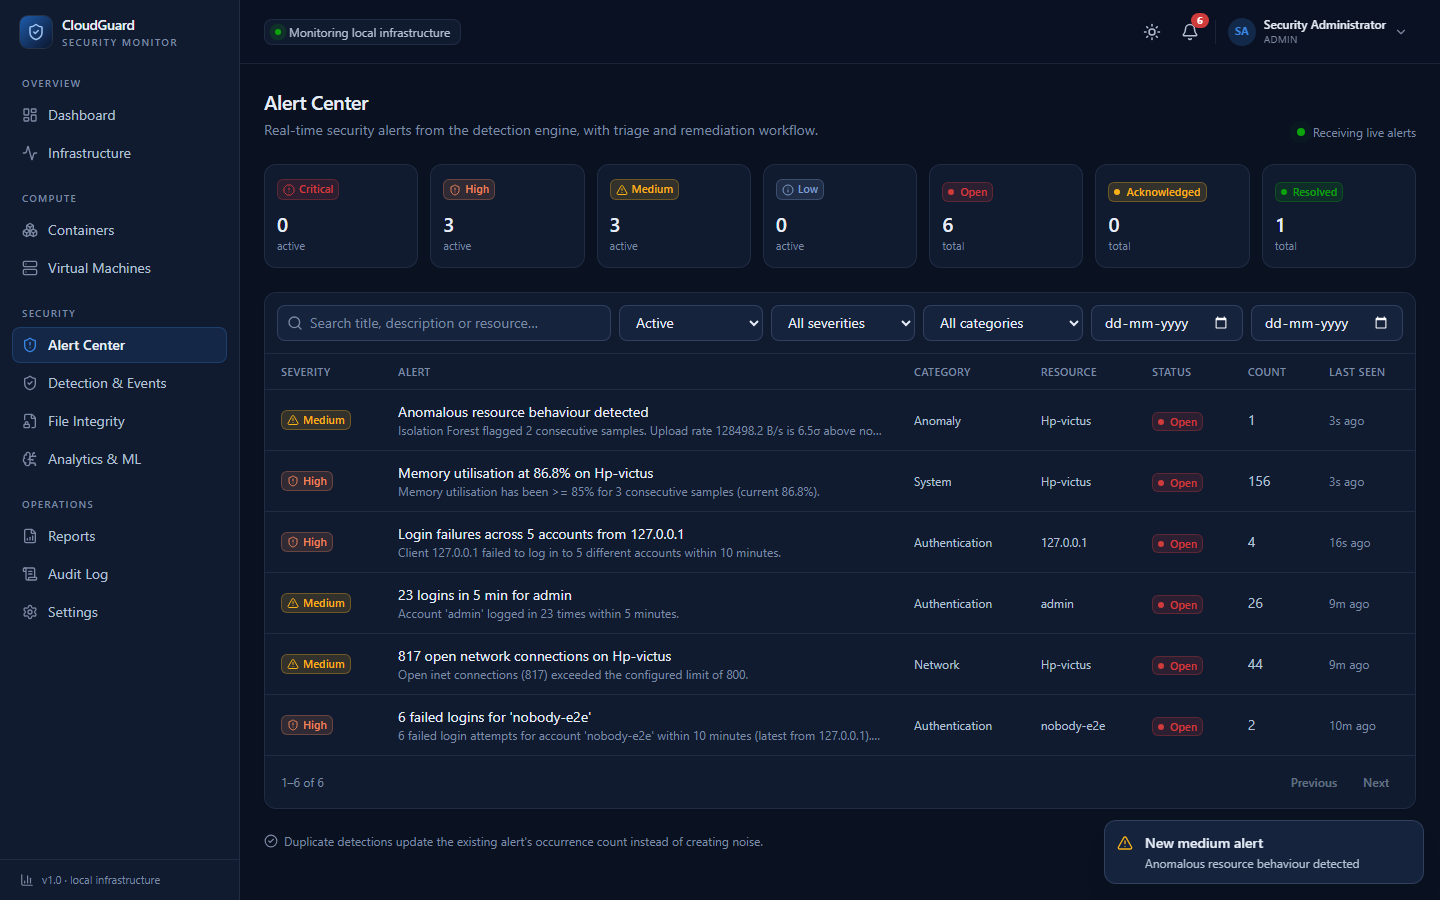 CloudGuard
SECURITY MONITOR
OVERVIEW
Dashboard
Infrastructure
COMPUTE
Containers
Virtual Machines
SECURITY
Alert Center
Detection & Events
File Integrity
Analytics & ML
OPERATIONS
Reports
Audit Log
Settings
v1.0 · local infrastructure
Monitoring local infrastructure
6
SA
Security Administrator
ADMIN
Alert Center
Real-time security alerts from the detection engine, with triage and remediation workflow.
Receiving live alerts
Critical
0
active
High
3
active
Medium
3
active
Low
0
active
Open
6
total
Acknowledged
0
total
Resolved
1
total
Search title, description or resource...
Active
All severities
All categories
dd-mm-yyyy
dd-mm-yyyy
SEVERITY ALERT CATEGORY RESOURCE STATUS COUNT LAST SEEN
Medium Anomalous resource behaviour detected Anomaly Hp-victus Open 1 3s ago
Isolation Forest flagged 2 consecutive samples. Upload rate 128498.2 B/s is 6.5σ above no...
High Memory utilisation at 86.8% on Hp-victus System Hp-victus Open 156 3s ago
Memory utilisation has been >= 85% for 3 consecutive samples (current 86.8%).
High Login failures across 5 accounts from 127.0.0.1 Authentication 127.0.0.1 Open 4 16s ago
Client 127.0.0.1 failed to log in to 5 different accounts within 10 minutes.
Medium 23 logins in 5 min for admin Authentication admin Open 26 9m ago
Account 'admin' logged in 23 times within 5 minutes.
Medium 817 open network connections on Hp-victus Network Hp-victus Open 44 9m ago
Open inet connections (817) exceeded the configured limit of 800.
High 6 failed logins for 'nobody-e2e' Authentication nobody-e2e Open 2 10m ago
6 failed login attempts for account 'nobody-e2e' within 10 minutes (latest from 127.0.0.1)....
1–6 of 6
Previous Next
Duplicate detections update the existing alert's occurrence count instead of creating noise.
New medium alert
Anomalous resource behaviour detected